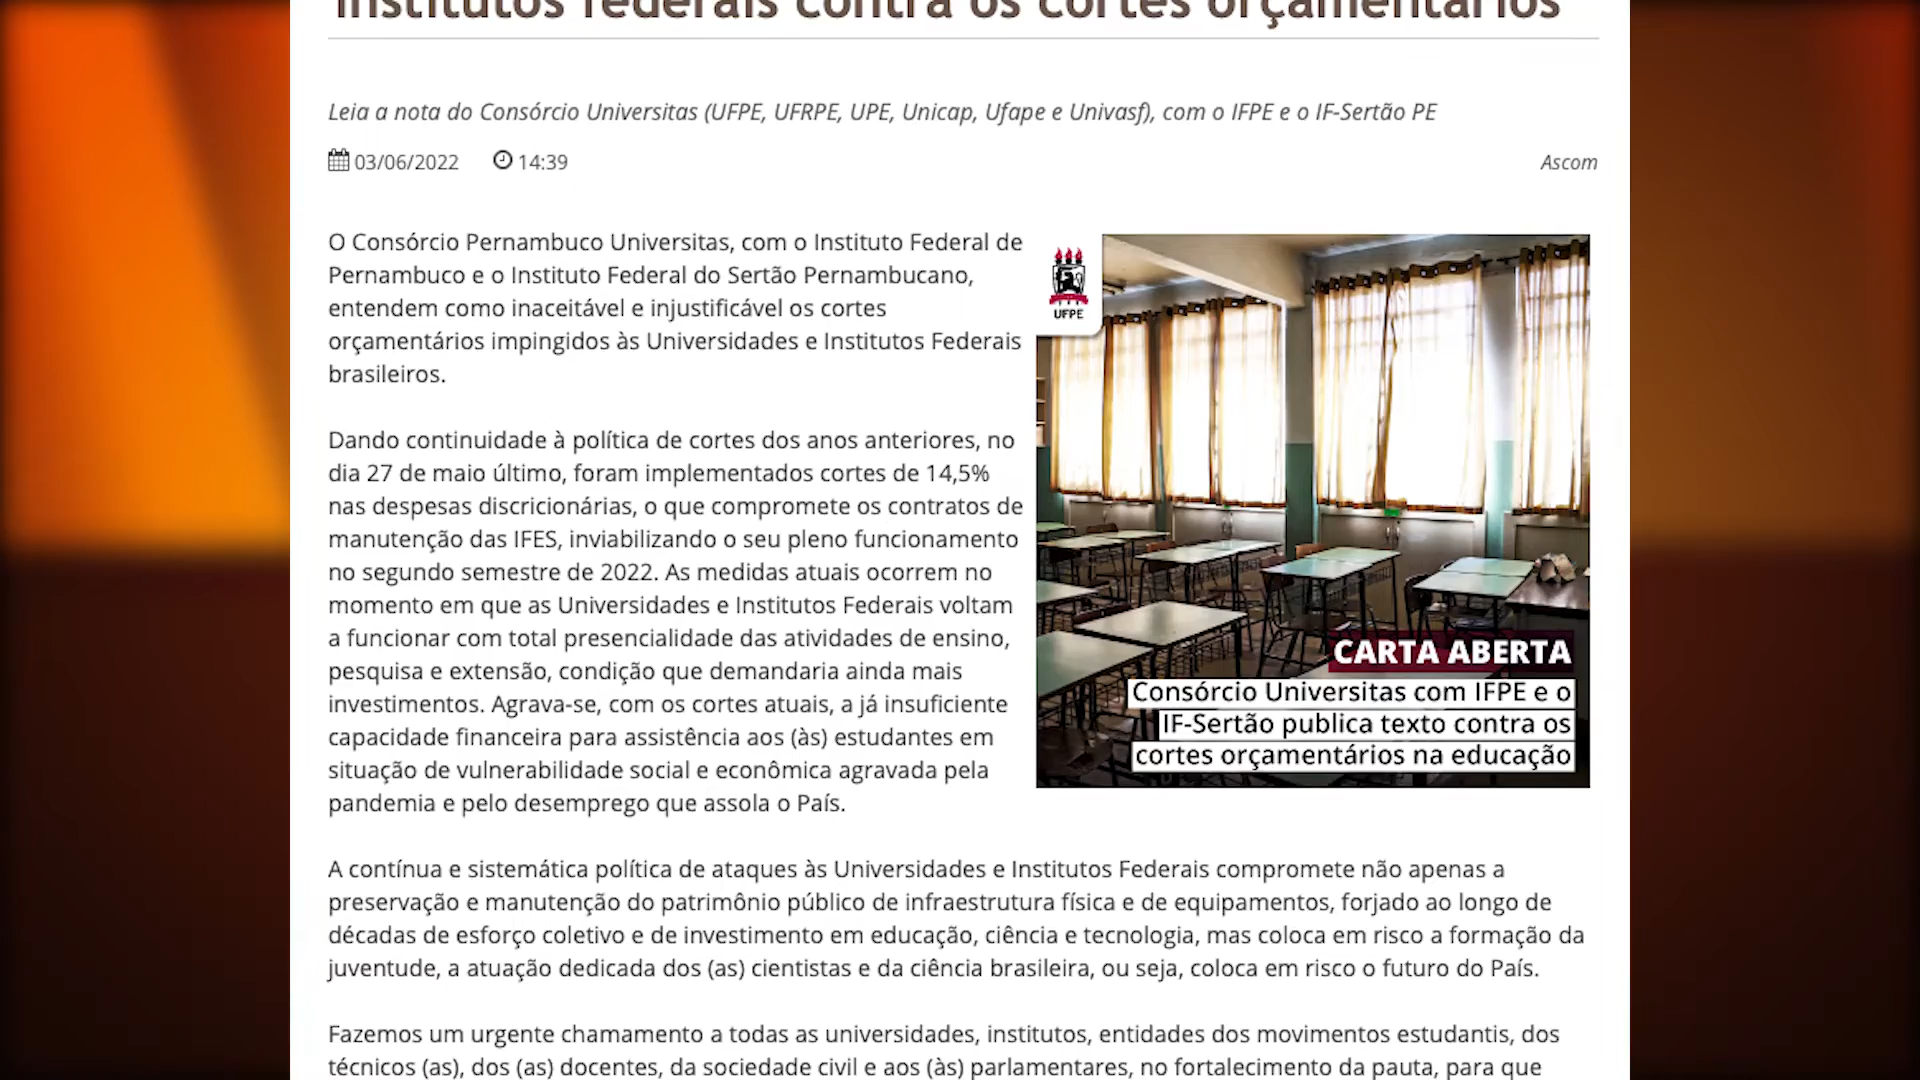 institutos federais contra os cortes orçamentários
Leia a nota do Consórcio Universitas (UFPE, UFRPE, UPE, Unicap, Ufape e Univasf), com o IFPE e o IF-Sertão PE
03/06/2022 14:39 Ascom
O Consórcio Pernambuco Universitas, com o Instituto Federal de
Pernambuco e o Instituto Federal do Sertão Pernambucano,
entendem como inaceitável e injustificável os cortes
orçamentários impingidos às Universidades e Institutos Federais
brasileiros.
Dando continuidade à política de cortes dos anos anteriores, no
dia 27 de maio último, foram implementados cortes de 14,5%
nas despesas discricionárias, o que compromete os contratos de
manutenção das IFES, inviabilizando o seu pleno funcionamento
no segundo semestre de 2022. As medidas atuais ocorrem no
momento em que as Universidades e Institutos Federais voltam
a funcionar com total presencialidade das atividades de ensino,
pesquisa e extensão, condição que demandaria ainda mais
investimentos. Agrava-se, com os cortes atuais, a já insuficiente
capacidade financeira para assistência aos (às) estudantes em
situação de vulnerabilidade social e econômica agravada pela
pandemia e pelo desemprego que assola o País.
UFPE
CARTA ABERTA
Consórcio Universitas com IFPE e o
IF-Sertão publica texto contra os
cortes orçamentários na educação
A contínua e sistemática política de ataques às Universidades e Institutos Federais compromete não apenas a
preservação e manutenção do patrimônio público de infraestrutura física e de equipamentos, forjado ao longo de
décadas de esforço coletivo e de investimento em educação, ciência e tecnologia, mas coloca em risco a formação da
juventude, a atuação dedicada dos (as) cientistas e da ciência brasileira, ou seja, coloca em risco o futuro do País.
Fazemos um urgente chamamento a todas as universidades, institutos, entidades dos movimentos estudantis, dos
técnicos (as), dos (as) docentes, da sociedade civil e aos (às) parlamentares, no fortalecimento da pauta, para que